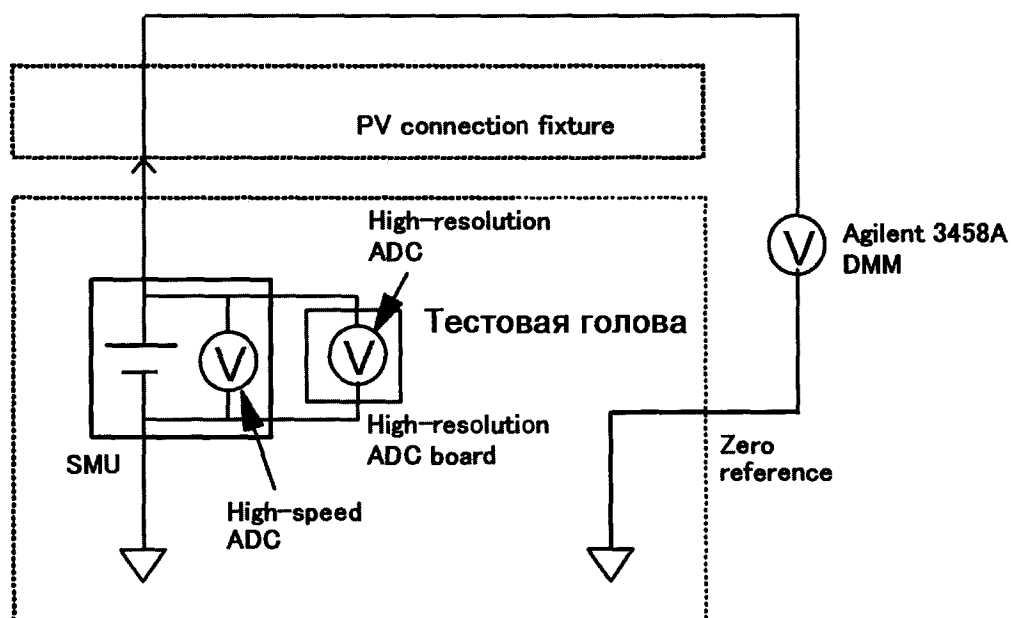 PV connection fixture
High-resolution
ADC
V
Agilent 3458A
DMM
Тестовая голова
V
V
High-resolution
ADC board
SMU
Zero
reference
High-speed
ADC